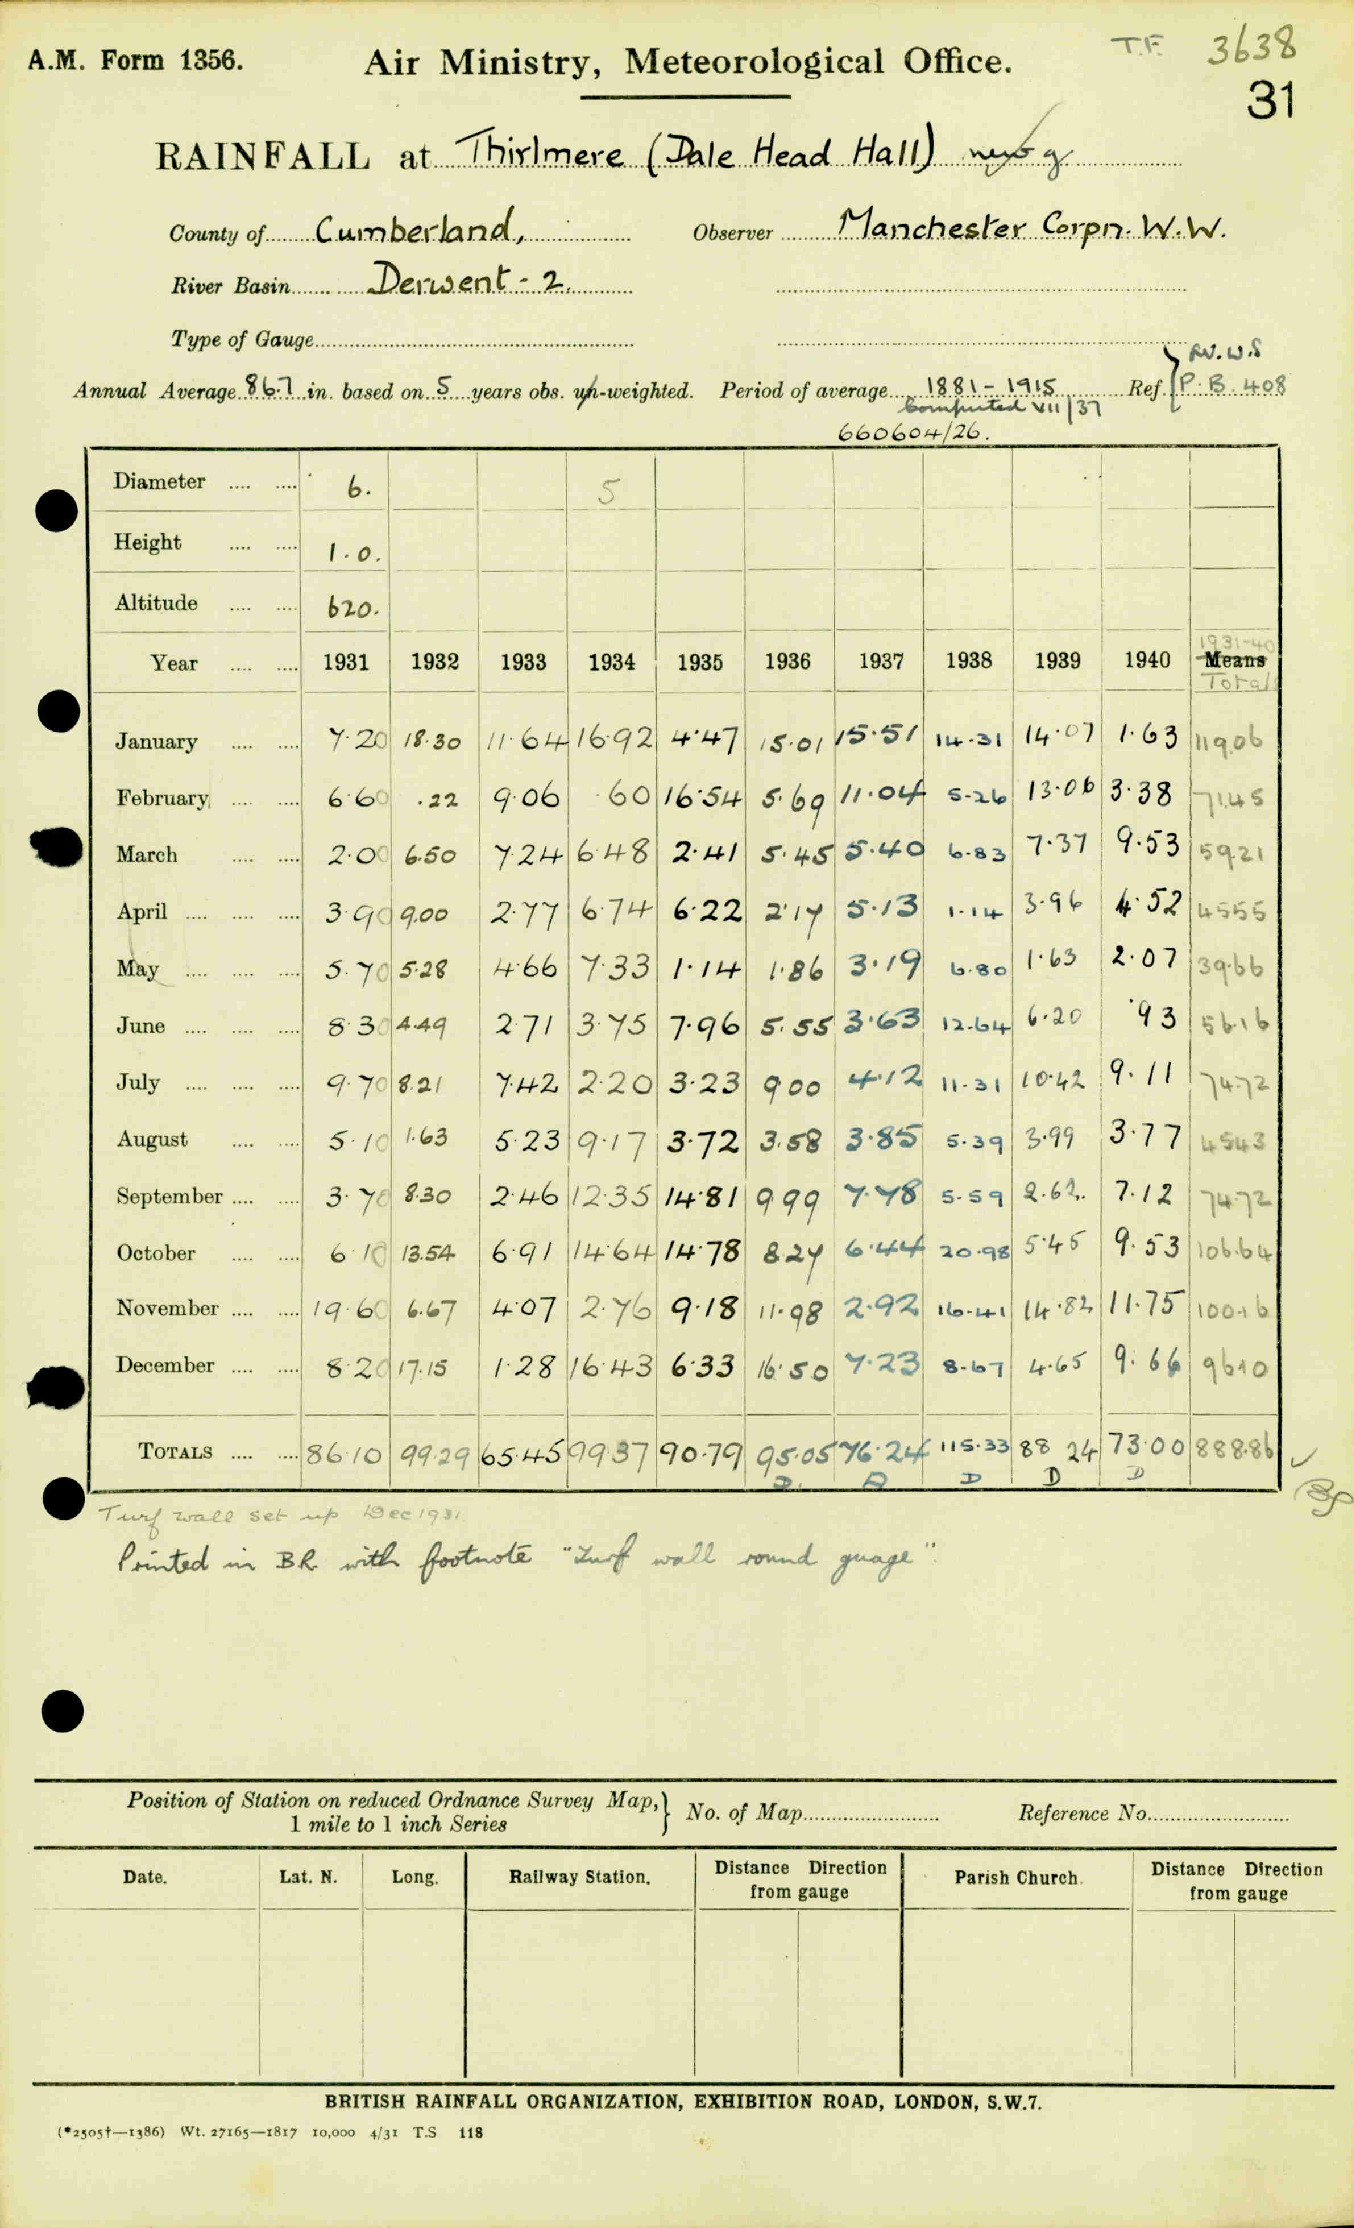 T.F. 3638
A.M. Form 1356. Air Ministry, Meteorological Office.
31
RAINFALL at Thirlmere (Dale Head Hall)
County of Cumberland, Observer Manchester Corpn. W.W.
River Basin Derwent - 2.
Type of Gauge
R.W.S
Annual Average 86.7 in. based on 5 years obs. un-weighted. Period of average 1881 - 1915 Ref. P.B. 408
Computed VII/37
660604/26.
Diameter 6. 5
Height 1.0.
Altitude 620.
1931-40
Year 1931 1932 1933 1934 1935 1936 1937 1938 1939 1940 Means
Total
January 7.20 18.30 11.64 16.92 4.47 15.01 15.51 14.31 14.07 1.63 119.06
February 6.60 .22 9.06 .60 16.54 5.69 11.04 5.26 13.06 3.38 71.45
March 2.00 6.50 7.24 6.48 2.41 5.45 5.40 6.83 7.37 9.53 59.21
April 3.90 9.00 2.77 6.74 6.22 2.17 5.13 1.14 3.96 4.52 45.55
May 5.70 5.28 4.66 7.33 1.14 1.86 3.19 6.80 1.63 2.07 39.66
June 8.30 4.49 2.71 3.75 7.96 5.55 3.63 12.64 6.20 .93 56.16
July 9.70 8.21 7.42 2.20 3.23 9.00 4.12 11.31 10.42 9.11 74.72
August 5.10 1.63 5.23 9.17 3.72 3.58 3.85 5.39 3.99 3.77 45.43
September 3.70 8.30 2.46 12.35 14.81 9.99 7.78 5.59 2.62 7.12 74.72
October 6.10 13.54 6.91 14.64 14.78 8.27 6.44 20.98 5.45 9.53 106.64
November 19.60 6.67 4.07 2.76 9.18 11.98 2.92 16.41 14.82 11.75 100.16
December 8.20 17.15 1.28 16.43 6.33 16.50 7.23 8.67 4.65 9.66 96.10
TOTALS 86.10 99.29 65.45 99.37 90.79 95.05 76.24 115.33 88 24 73.00 888.86
D. D D D D
Turf wall set up Dec 1931
Printed in B.R. with footnote "Turf wall round guage".
Position of Station on reduced Ordnance Survey Map, No. of Map Reference No.
1 mile to 1 inch Series
Date. Lat. N. Long. Railway Station. Distance Direction from gauge Parish Church. Distance Direction from gauge
BRITISH RAINFALL ORGANIZATION, EXHIBITION ROAD, LONDON, S.W.7.
(*2505†—1386) Wt. 27165—1817 10,000 4/31 T.S 118